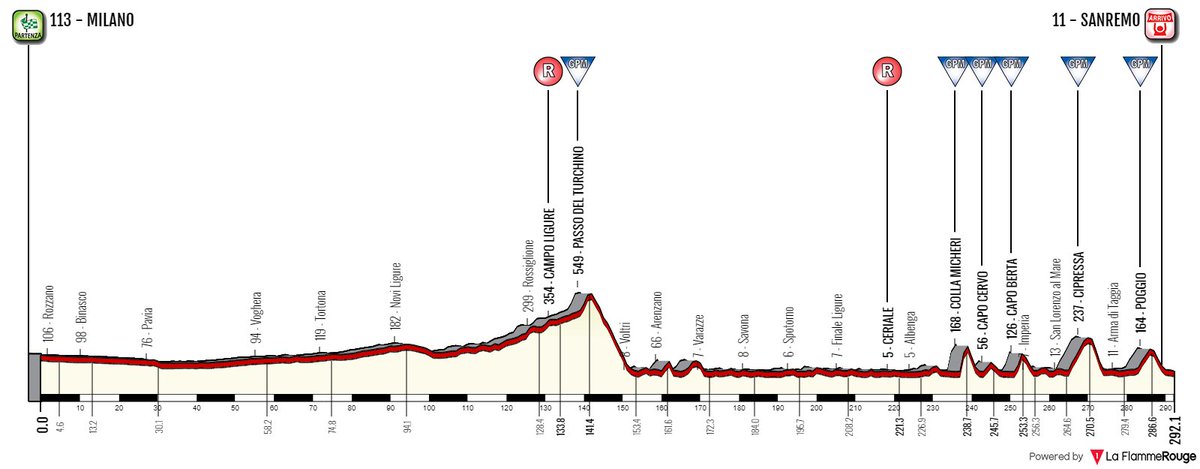 113 - MILANO
11 - SANREMO
PARTENZA
ARRIVO
R
GPM
R
GPM
GPM
GPM
GPM
GPM
106 - Rozzano
98 - Binasco
76 - Pavia
94 - Voghera
119 - Tortona
182 - Novi Ligure
299 - Rossiglione
354 - CAMPO LIGURE
549 - PASSO DEL TURCHINO
6 - Voltri
66 - Arenzano
7 - Varazze
8 - Savona
6 - Spotorno
7 - Finale Ligure
5 - CERIALE
5 - Albenga
168 - COLLA MICHERI
56 - CAPO CERVO
126 - CAPO BERTA
7 - Imperia
13 - San Lorenzo al Mare
237 - CIPRESSA
11 - Arma di Taggia
164 - POGGIO
10 20 30 40 50 60 70 80 90 100 110 120 130 140 150 160 170 180 190 200 210 220 230 240 250 260 270 280 290
0.0
4.6
13.2
30.1
58.2
74.8
94.1
128.4
133.8
141.4
153.4
161.6
172.3
184.0
195.7
208.2
221.3
226.9
238.7
245.7
253.3
256.3
264.6
270.5
279.4
286.6
292.1
Powered by La FlammeRouge